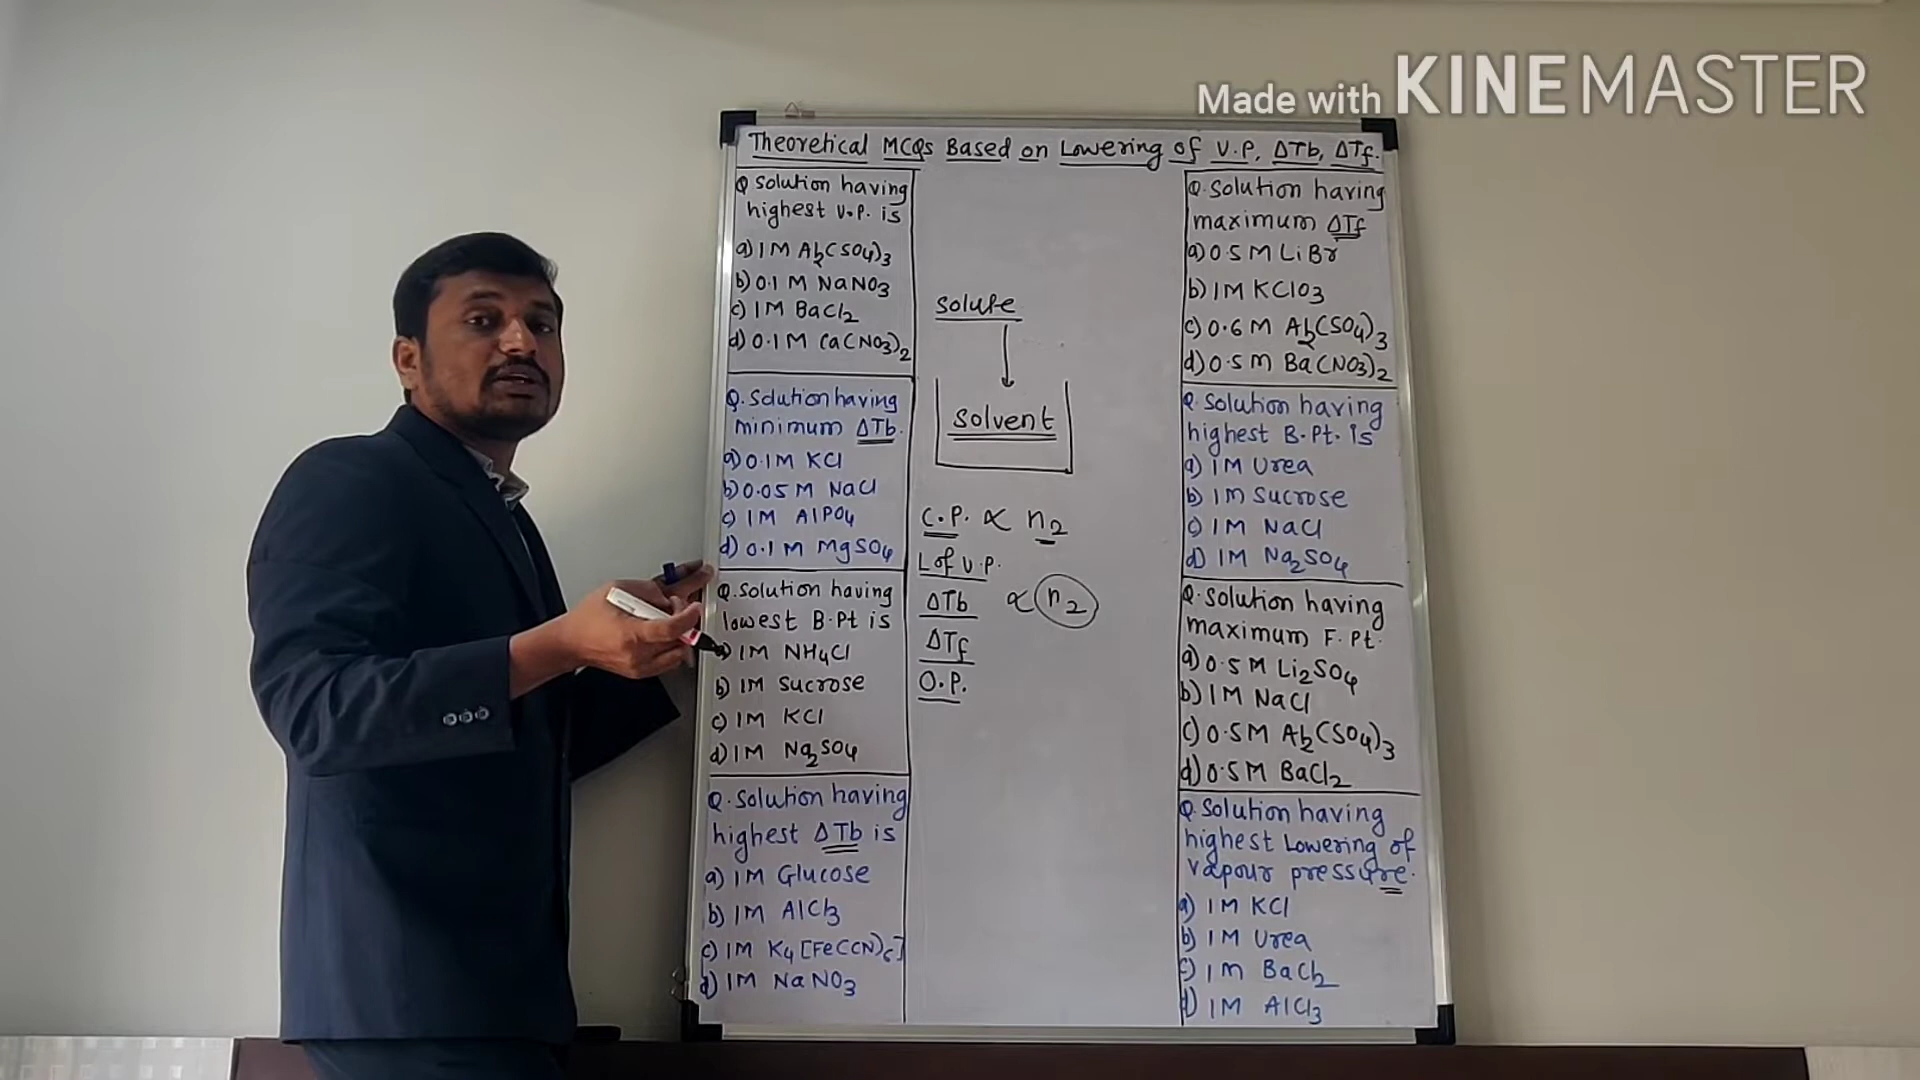 Made with KINEMASTER
Theoretical MCQs Based on Lowering of V.P, ΔTb, ΔTf.
Q Solution having
highest V.P. is
a) 1M Al2(SO4)3
b) 0.1 M NaNO3
c) 1M BaCl2
d) 0.1M Ca(NO3)2
Q. Solution having
minimum ΔTb.
a) 0.1M KCl
b) 0.05 M NaCl
c) 1M AlPO4
d) 0.1M MgSO4
Q. Solution having
lowest B.Pt is
a) 1M NH4Cl
b) 1M Sucrose
c) 1M KCl
d) 1M Na2SO4
Q. Solution having
highest ΔTb is
a) 1M Glucose
b) 1M AlCl3
c) 1M K4[Fe(CN)6]
d) 1M NaNO3
Solute
Solvent
C.P. ∝ n2
L of V.P.
ΔTb ∝ n2
ΔTf
O.P.
Q. Solution having
maximum ΔTf
a) 0.5M LiBr
b) 1M KClO3
c) 0.6 M Al2(SO4)3
d) 0.5M Ba(NO3)2
Q. Solution having
highest B.Pt. is
a) 1M Urea
b) 1M Sucrose
c) 1M NaCl
d) 1M Na2SO4
Q. Solution having
maximum F.Pt.
a) 0.5M Li2SO4
b) 1M NaCl
c) 0.5M Al2(SO4)3
d) 0.5M BaCl2
Q. Solution having
highest Lowering of
vapour pressure.
a) 1M KCl
b) 1M Urea
c) 1M BaCl2
d) 1M AlCl3